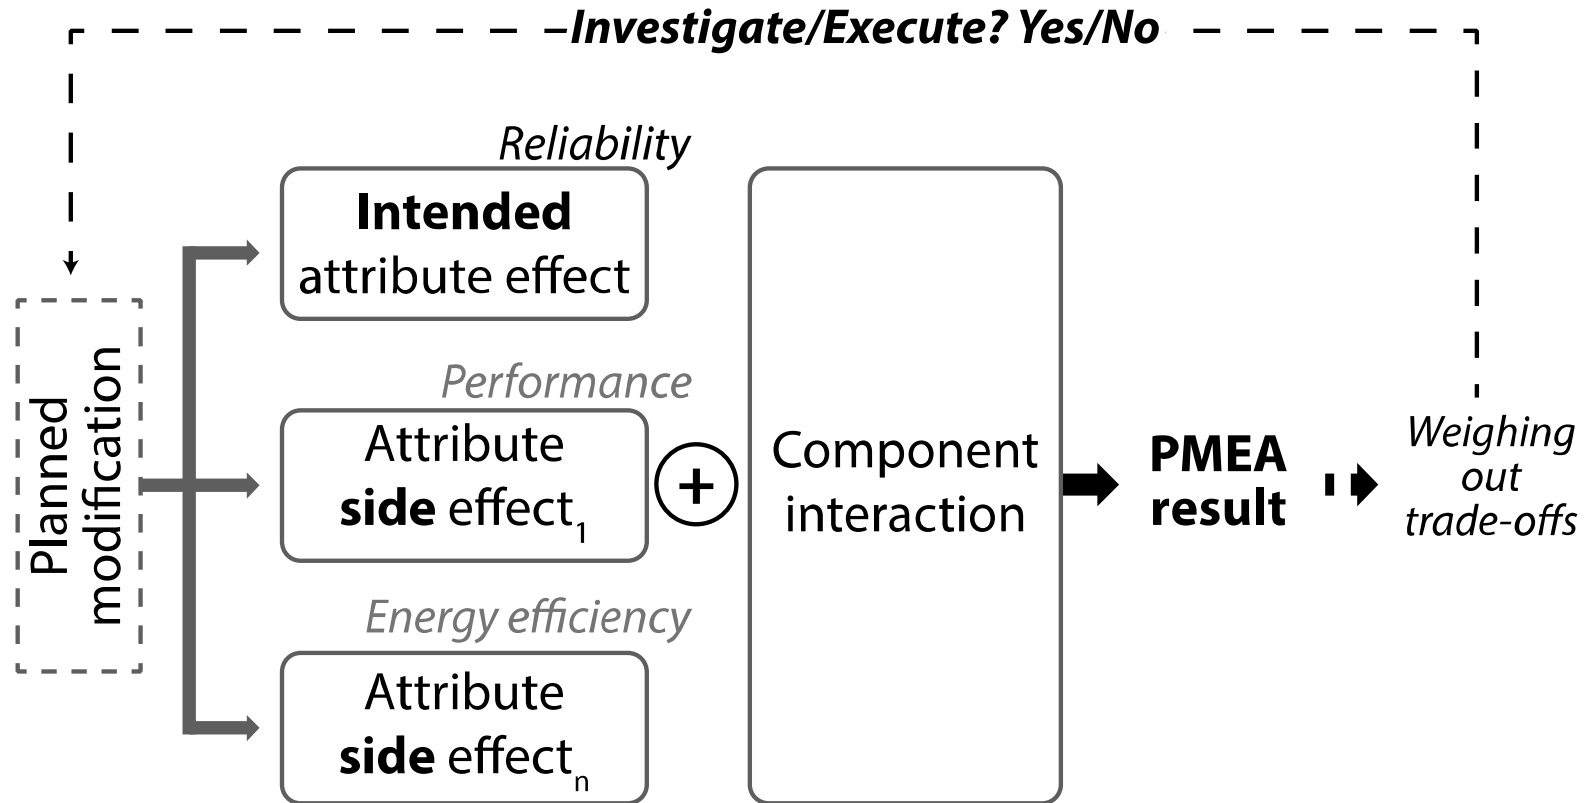 Investigate/Execute? Yes/No
Planned
modification
Reliability
Intended
attribute effect
Performance
Attribute
side effect1
Energy efficiency
Attribute
side effectn
+
Component
interaction
PMEA
result
Weighing
out
trade-offs